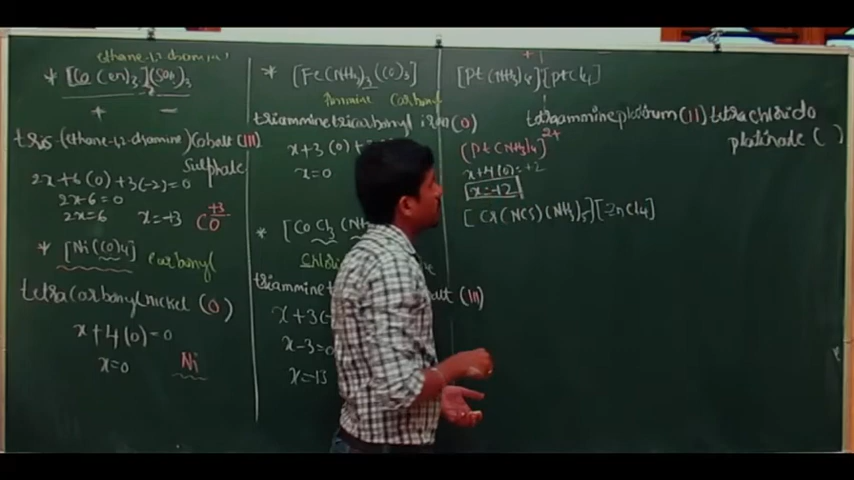 ethane-1,2-diamine
* [Co (en)3]2(SO4)3
+ −
tris-(ethane-1,2-diamine)Cobalt (III)
Sulphate
2x+6(0)+3(-2)=0
2x-6=0
2x=6 x=+3 Co+3
* [Ni(CO)4] Carbonyl
tetracarbonylnickel (0)
x+4(0)=0
x=0 Ni
* [Fe(NH3)3(CO)3]
Ammine Carbonyl
triamminetricarbonyl iron(0)
x+3(0)+
x=0
* [CoCl3(
Chlor
triammine
alt (III)
x+3(-
x-3=0
x=+3
+ −
[Pt(NH3)4][PtCl4]
tetraammineplatinum(II)tetrachlorido
platinate ( )
[Pt(NH3)4]2+
x+4(0)=+2
x=+2
[Cr(NCS)(NH3)5][ZnCl4]